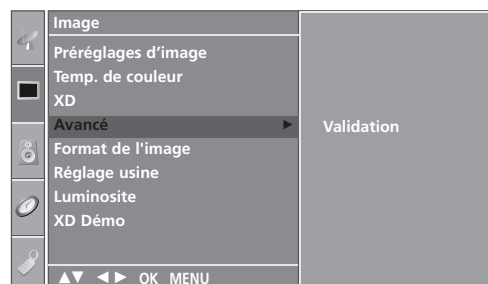 Image
Préréglages d’image
Temp. de couleur
XD
Avancé ►
Validation
Format de l'image
Réglage usine
Luminosite
XD Démo
▲▼ ◄► OK MENU